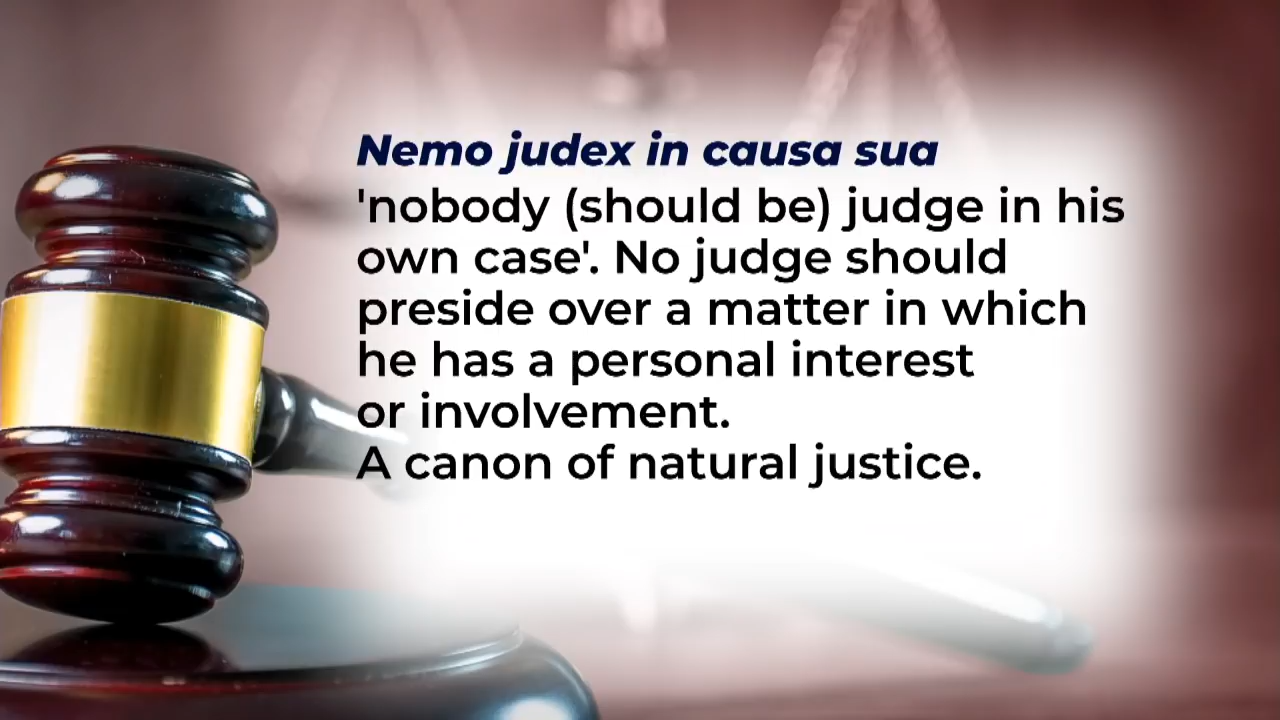 Nemo judex in causa sua
'nobody (should be) judge in his
own case'. No judge should
preside over a matter in which
he has a personal interest
or involvement.
A canon of natural justice.